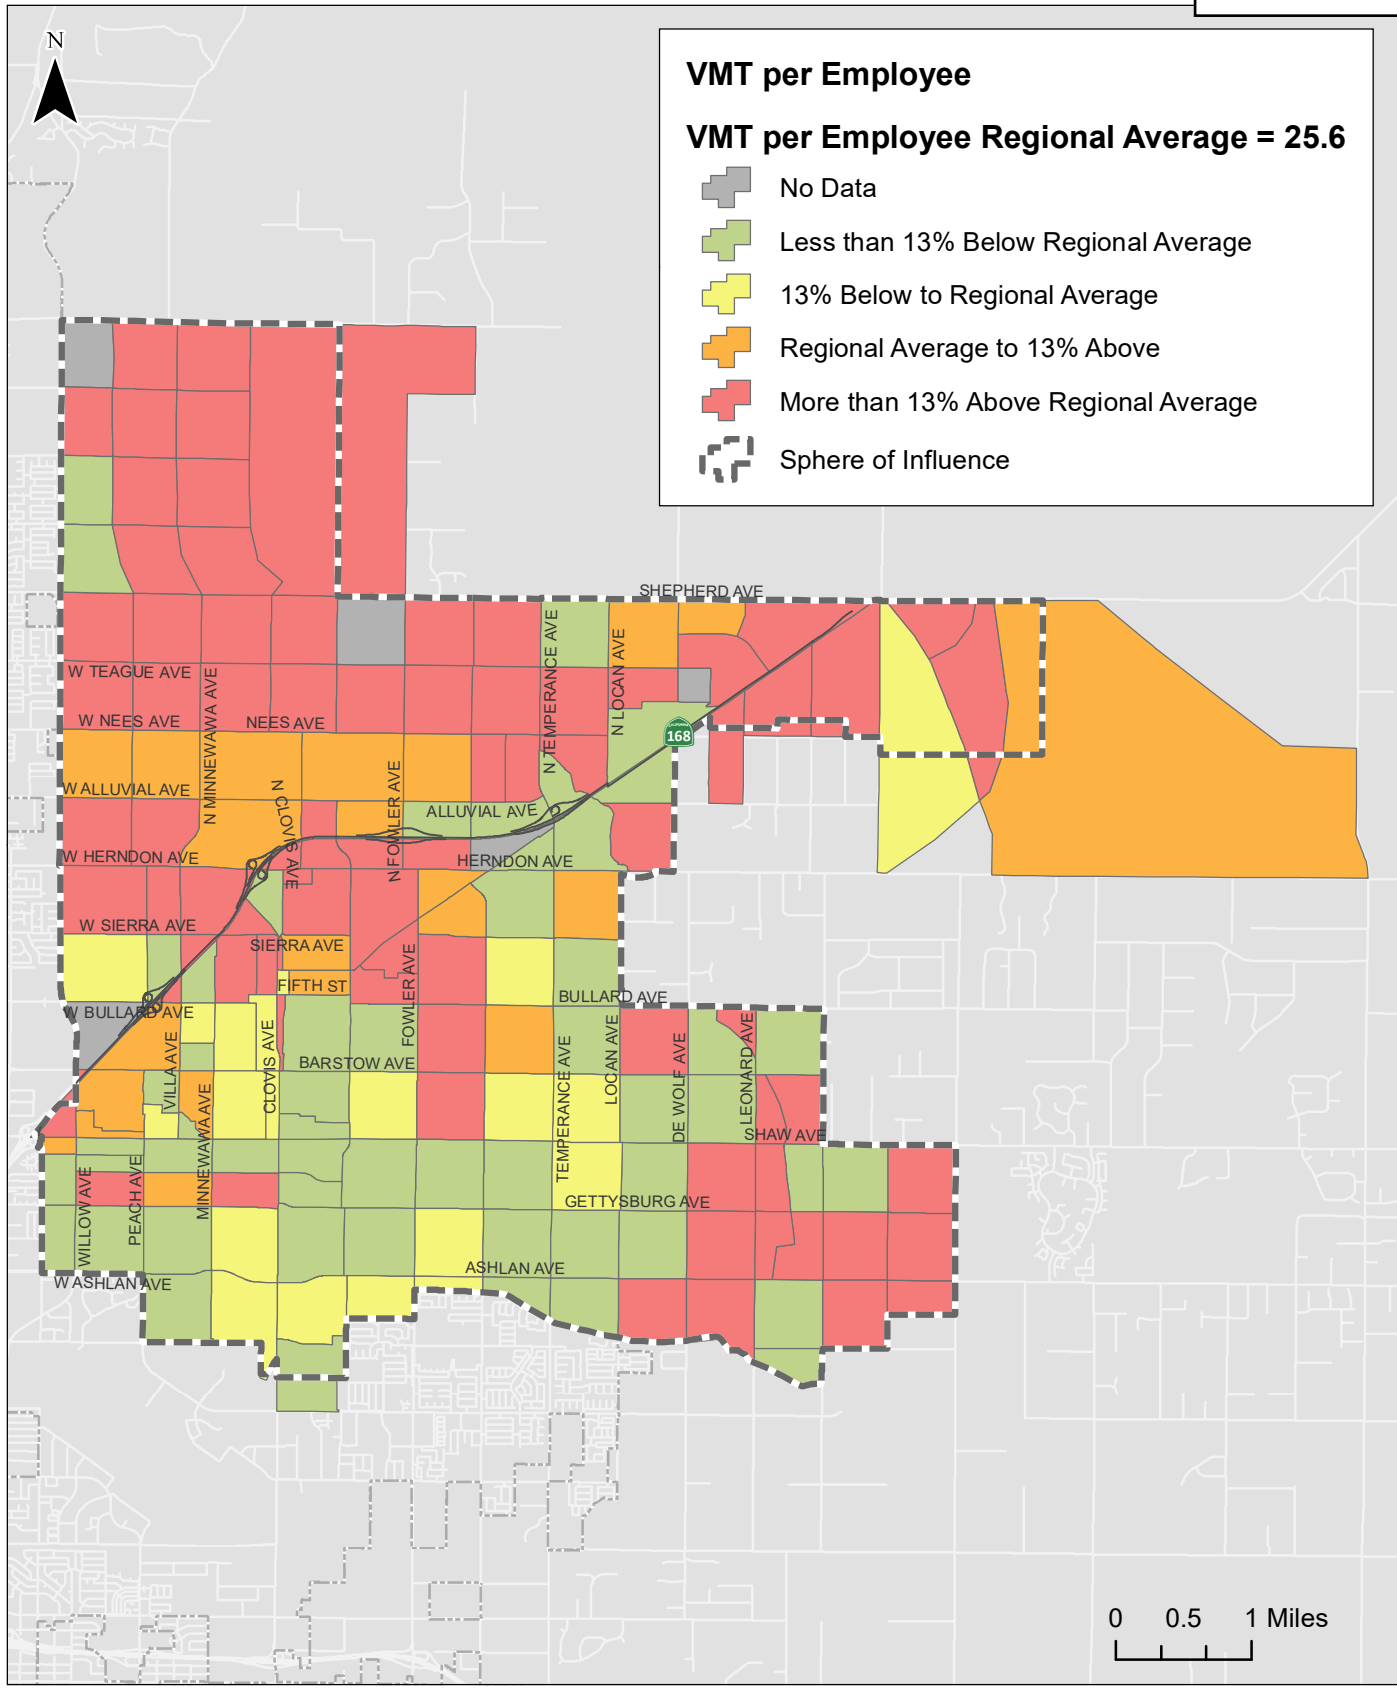 N
VMT per Employee
VMT per Employee Regional Average = 25.6
No Data
Less than 13% Below Regional Average
13% Below to Regional Average
Regional Average to 13% Above
More than 13% Above Regional Average
Sphere of Influence
SHEPHERD AVE
W TEAGUE AVE
N MINNEWAWA AVE
N TEMPERANCE AVE
N LOCAN AVE
W NEES AVE
NEES AVE
CALIFORNIA
168
W ALLUVIAL AVE
N CLOVIS AVE
N FOWLER AVE
ALLUVIAL AVE
W HERNDON AVE
HERNDON AVE
W SIERRA AVE
SIERRA AVE
FIFTH ST
FOWLER AVE
BULLARD AVE
W BULLARD AVE
VILLA AVE
CLOVIS AVE
BARSTOW AVE
TEMPERANCE AVE
LOCAN AVE
DE WOLF AVE
LEONARD AVE
MINNEWAWA AVE
SHAW AVE
WILLOW AVE
PEACH AVE
GETTYSBURG AVE
W ASHLAN AVE
ASHLAN AVE
0 0.5 1 Miles